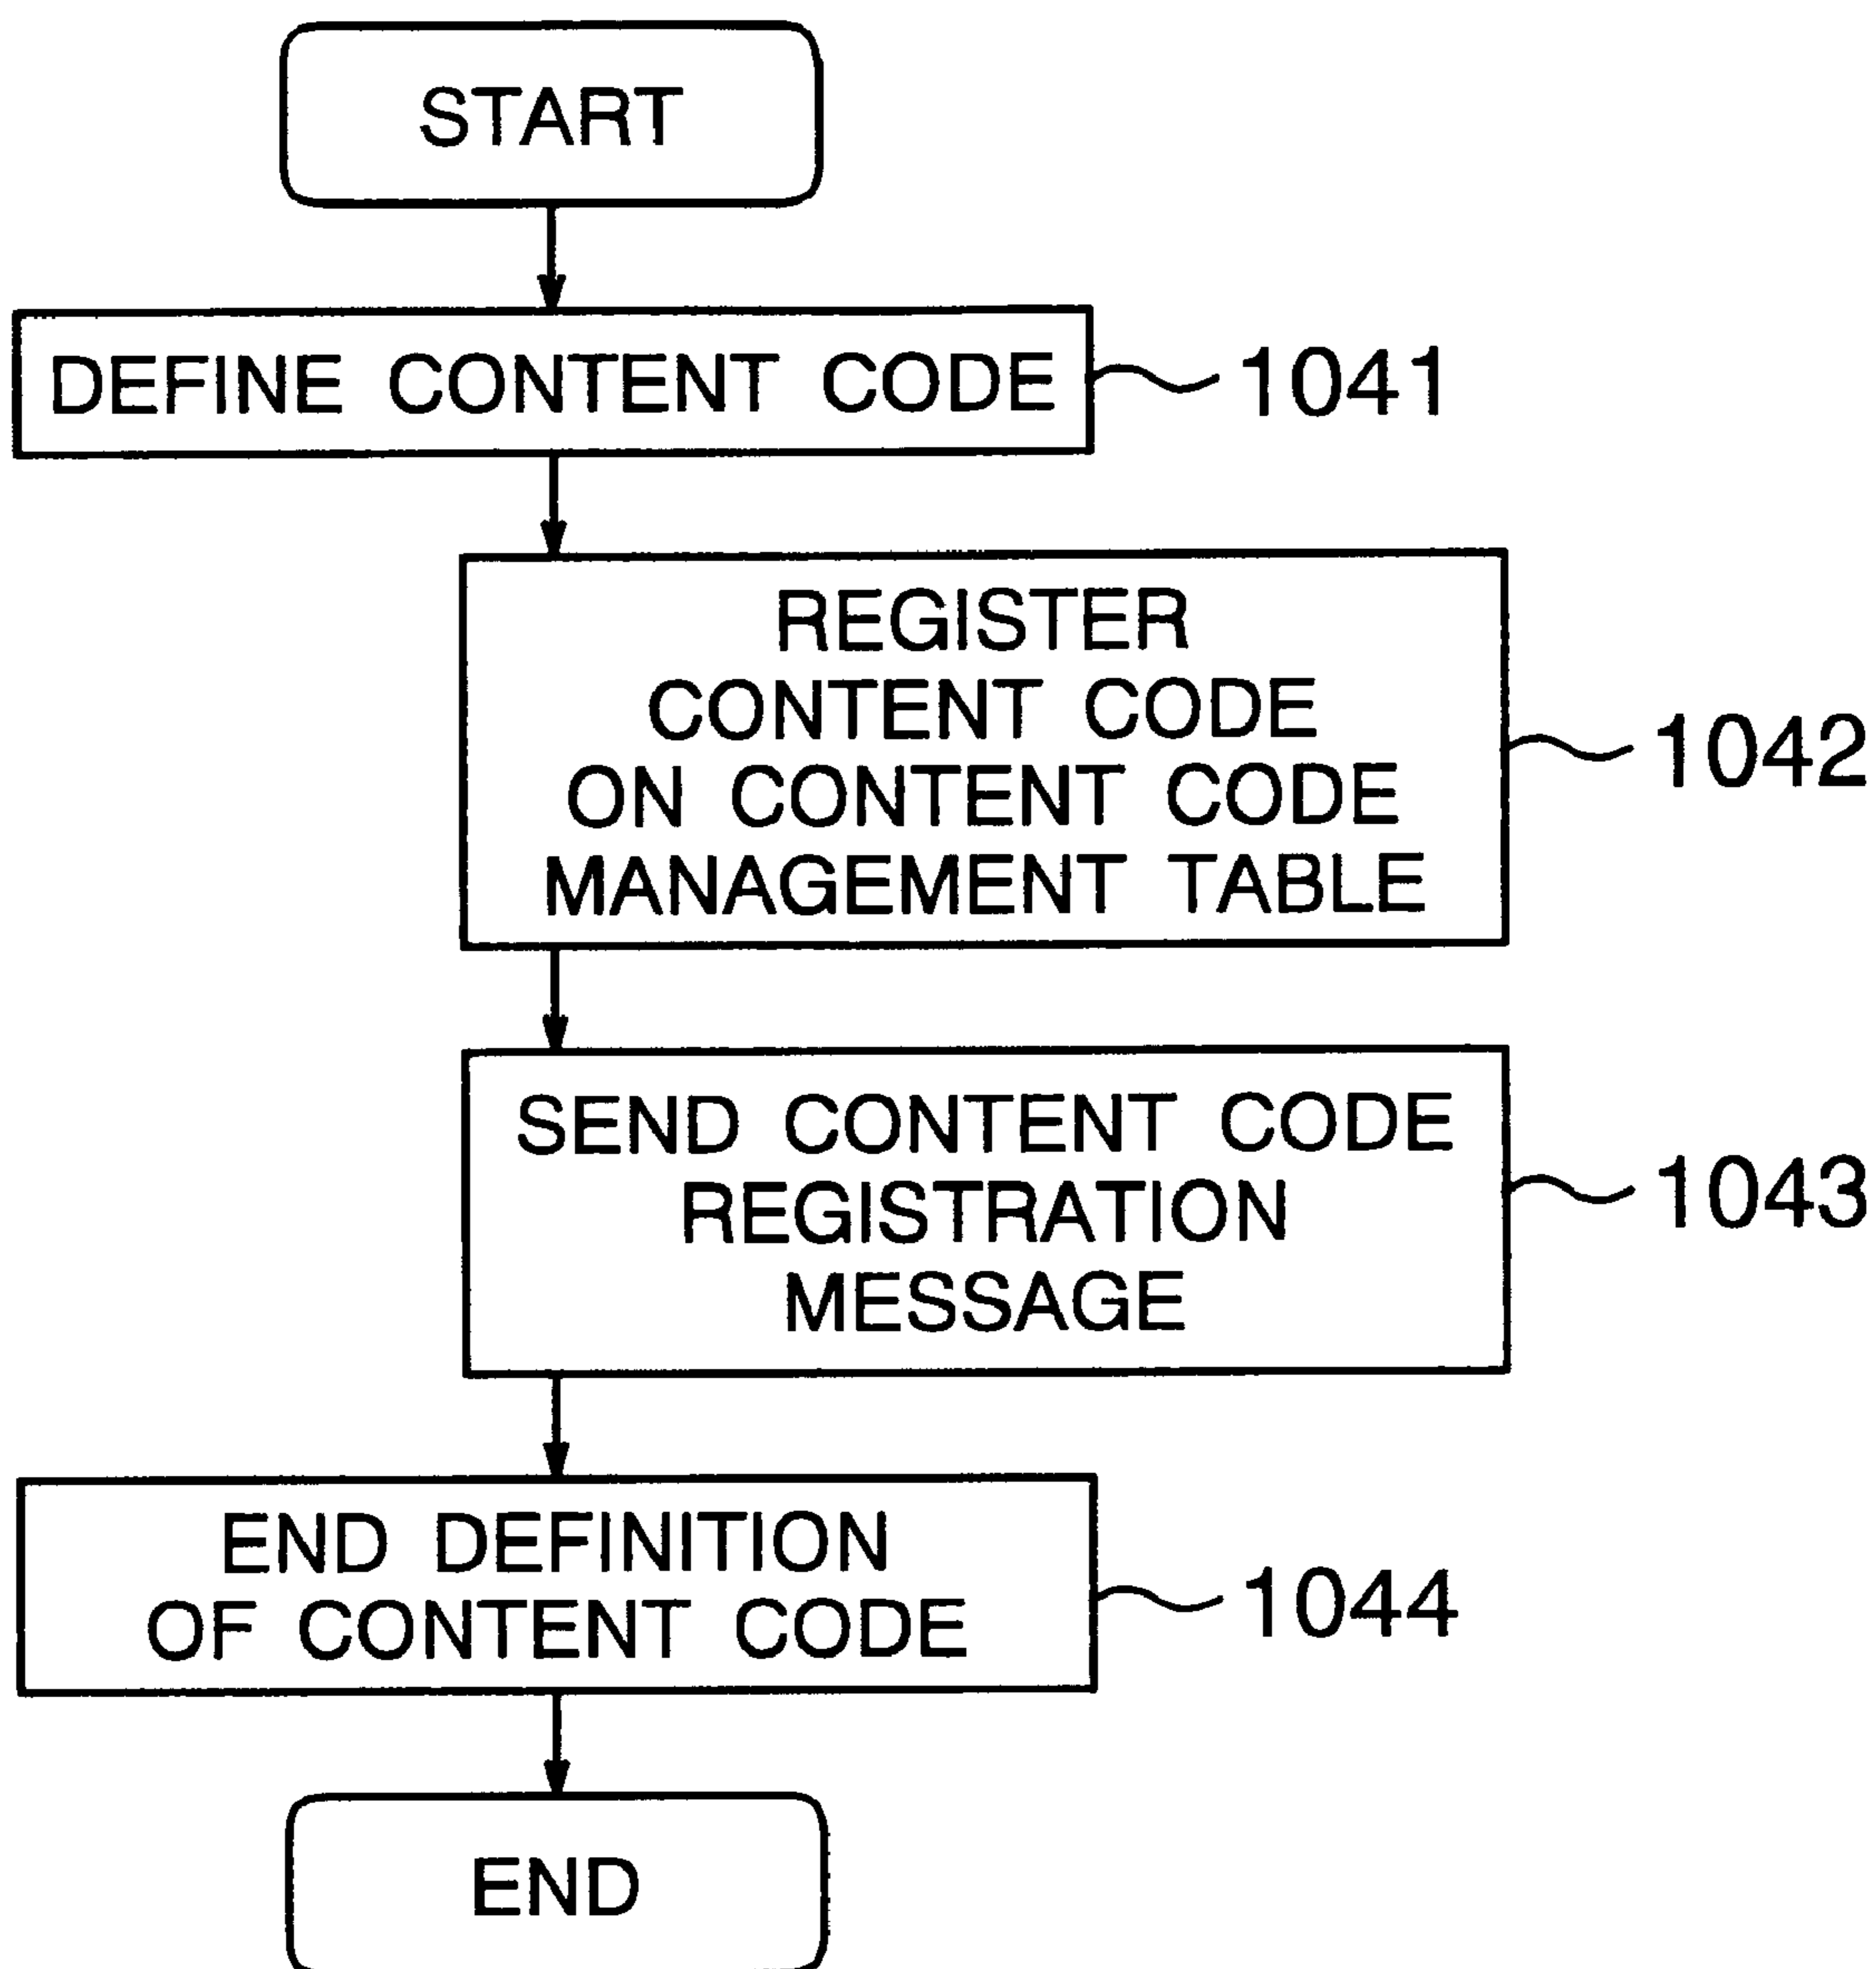 START
DEFINE CONTENT CODE
1041
REGISTER
CONTENT CODE
ON CONTENT CODE
MANAGEMENT TABLE
1042
SEND CONTENT CODE
REGISTRATION
MESSAGE
1043
END DEFINITION
OF CONTENT CODE
1044
END